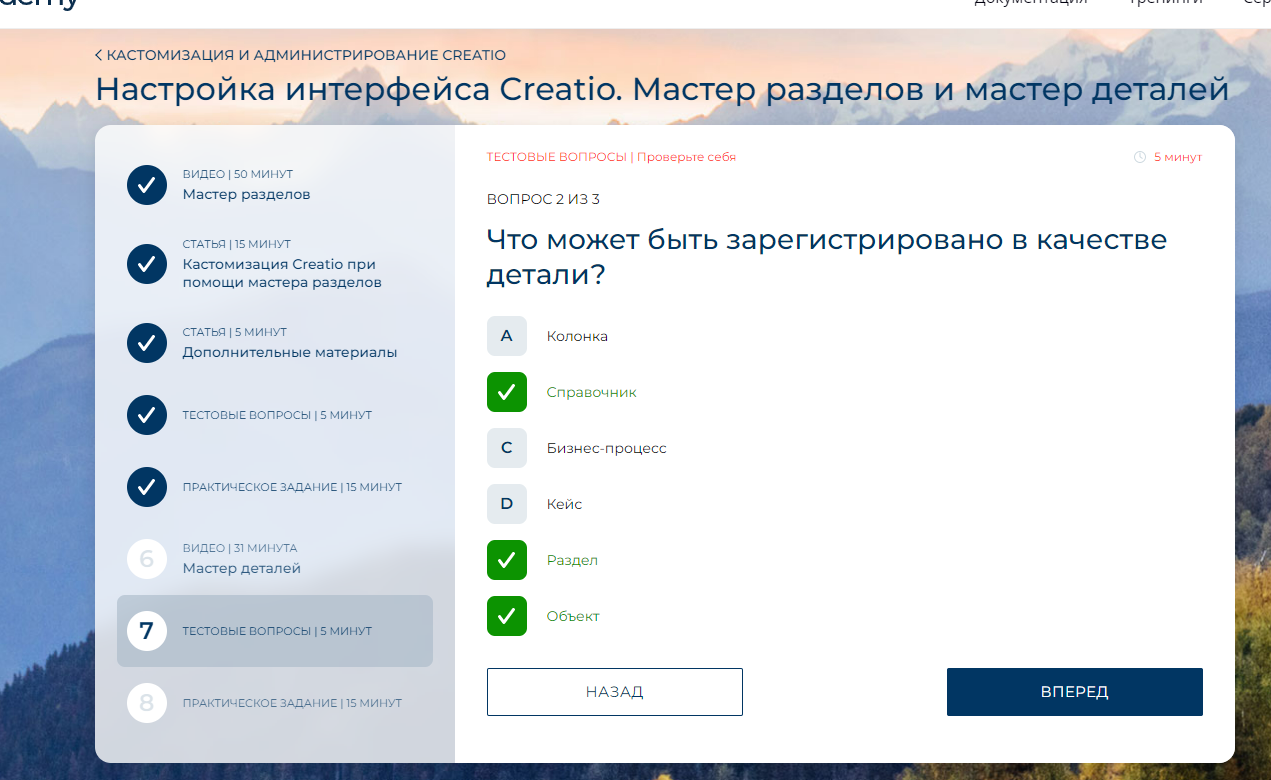 Документация Тренинги
КАСТОМИЗАЦИЯ И АДМИНИСТРИРОВАНИЕ CREATIO
Настройка интерфейса Creatio. Мастер разделов и мастер деталей
ВИДЕО | 50 МИНУТ
Мастер разделов
СТАТЬЯ | 15 МИНУТ
Кастомизация Creatio при
помощи мастера разделов
СТАТЬЯ | 5 МИНУТ
Дополнительные материалы
ТЕСТОВЫЕ ВОПРОСЫ | 5 МИНУТ
ПРАКТИЧЕСКОЕ ЗАДАНИЕ | 15 МИНУТ
6
ВИДЕО | 31 МИНУТА
Мастер деталей
7 ТЕСТОВЫЕ ВОПРОСЫ | 5 МИНУТ
8 ПРАКТИЧЕСКОЕ ЗАДАНИЕ | 15 МИНУТ
ТЕСТОВЫЕ ВОПРОСЫ | Проверьте себя 5 минут
ВОПРОС 2 ИЗ 3
Что может быть зарегистрировано в качестве
детали?
A Колонка
Справочник
C Бизнес-процесс
D Кейс
Раздел
Объект
НАЗАД ВПЕРЕД